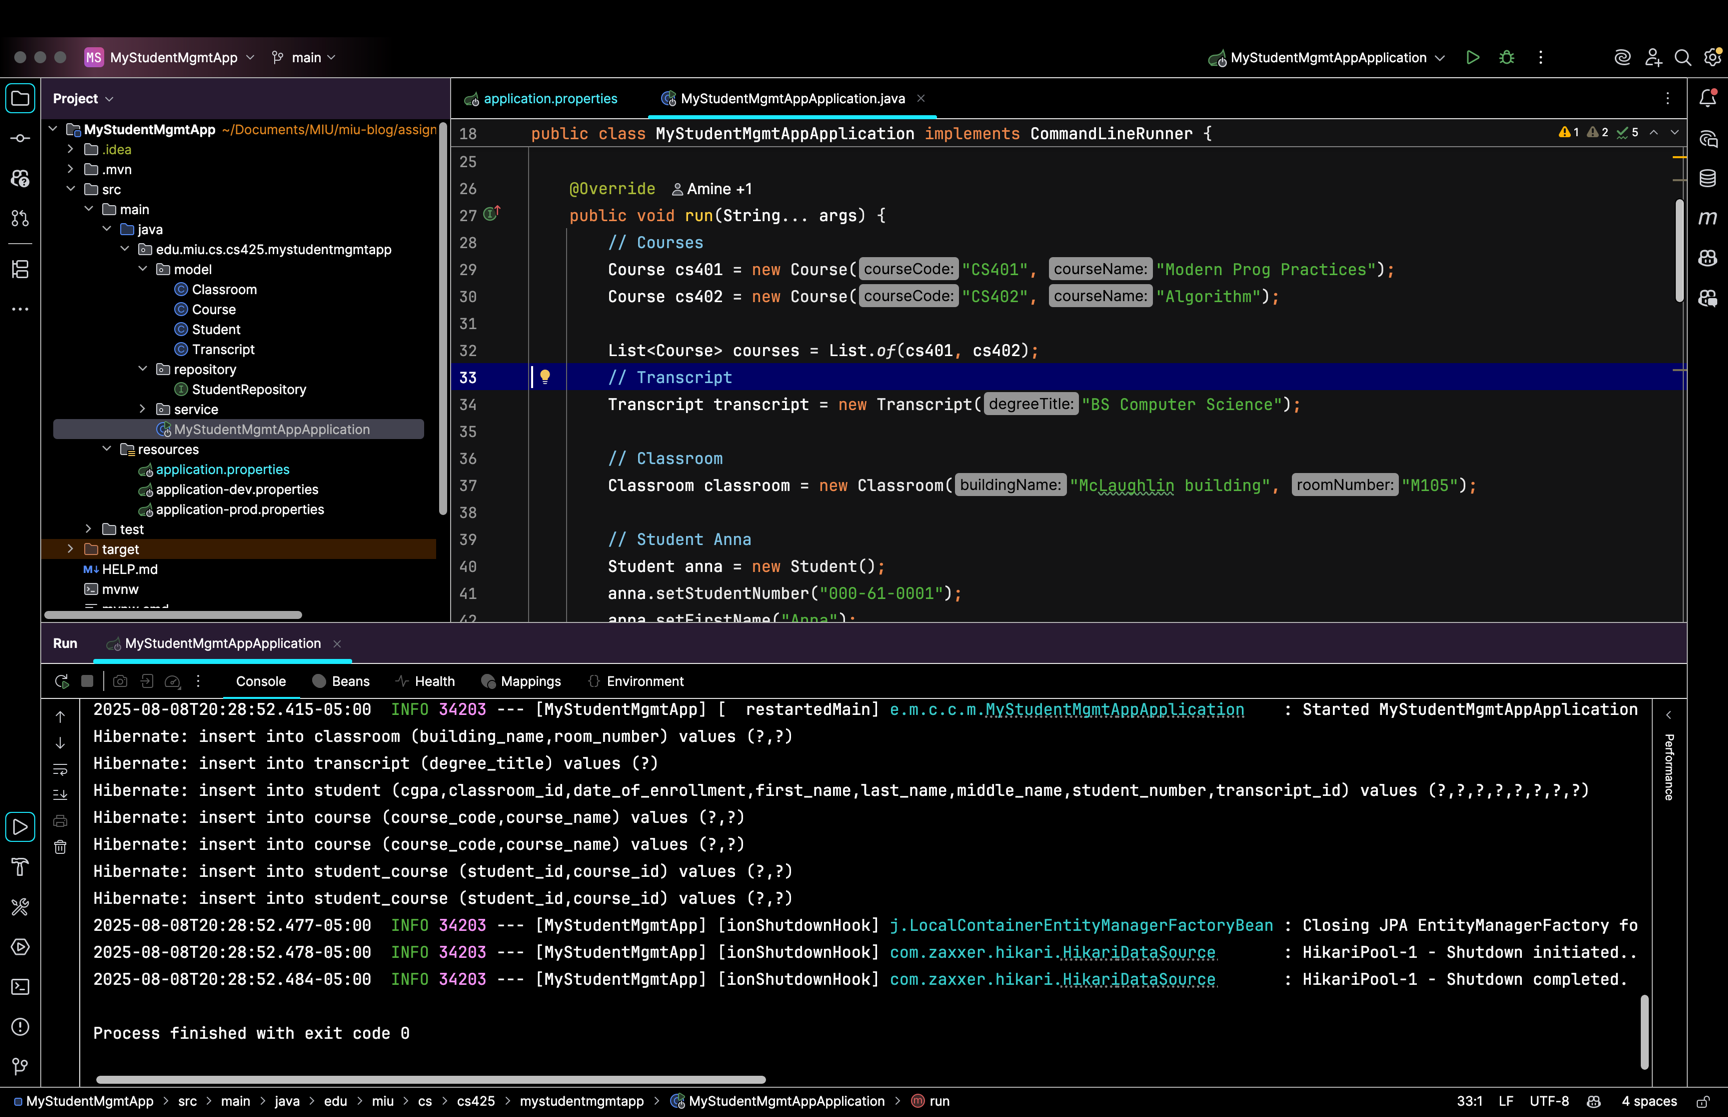 MS MyStudentMgmtApp main MyStudentMgmtAppApplication
Project
MyStudentMgmtApp ~/Documents/MIU/miu-blog/assign
.idea
.mvn
src
main
java
edu.miu.cs.cs425.mystudentmgmtapp
model
Classroom
Course
Student
Transcript
repository
StudentRepository
service
MyStudentMgmtAppApplication
resources
application.properties
application-dev.properties
application-prod.properties
test
target
M↓ HELP.md
mvnw
application.properties MyStudentMgmtAppApplication.java
18 public class MyStudentMgmtAppApplication implements CommandLineRunner { 1 2 5
25
26 @Override Amine +1
27 public void run(String... args) {
28 // Courses
29 Course cs401 = new Course( courseCode: "CS401", courseName: "Modern Prog Practices");
30 Course cs402 = new Course( courseCode: "CS402", courseName: "Algorithm");
31
32 List<Course> courses = List.of(cs401, cs402);
33 // Transcript
34 Transcript transcript = new Transcript( degreeTitle: "BS Computer Science");
35
36 // Classroom
37 Classroom classroom = new Classroom( buildingName: "McLaughlin building", roomNumber: "M105");
38
39 // Student Anna
40 Student anna = new Student();
41 anna.setStudentNumber("000-61-0001");
42 anna.setFirstName("Anna");
Run MyStudentMgmtAppApplication
Console Beans Health Mappings Environment
2025-08-08T20:28:52.415-05:00 INFO 34203 --- [MyStudentMgmtApp] [ restartedMain] e.m.c.c.m.MyStudentMgmtAppApplication : Started MyStudentMgmtAppApplication
Hibernate: insert into classroom (building_name,room_number) values (?,?)
Hibernate: insert into transcript (degree_title) values (?)
Hibernate: insert into student (cgpa,classroom_id,date_of_enrollment,first_name,last_name,middle_name,student_number,transcript_id) values (?,?,?,?,?,?,?,?)
Hibernate: insert into course (course_code,course_name) values (?,?)
Hibernate: insert into course (course_code,course_name) values (?,?)
Hibernate: insert into student_course (student_id,course_id) values (?,?)
Hibernate: insert into student_course (student_id,course_id) values (?,?)
2025-08-08T20:28:52.477-05:00 INFO 34203 --- [MyStudentMgmtApp] [ionShutdownHook] j.LocalContainerEntityManagerFactoryBean : Closing JPA EntityManagerFactory fo
2025-08-08T20:28:52.478-05:00 INFO 34203 --- [MyStudentMgmtApp] [ionShutdownHook] com.zaxxer.hikari.HikariDataSource : HikariPool-1 - Shutdown initiated..
2025-08-08T20:28:52.484-05:00 INFO 34203 --- [MyStudentMgmtApp] [ionShutdownHook] com.zaxxer.hikari.HikariDataSource : HikariPool-1 - Shutdown completed.
Process finished with exit code 0
Performance
MyStudentMgmtApp > src > main > java > edu > miu > cs > cs425 > mystudentmgmtapp > MyStudentMgmtAppApplication > run 33:1 LF UTF-8 4 spaces